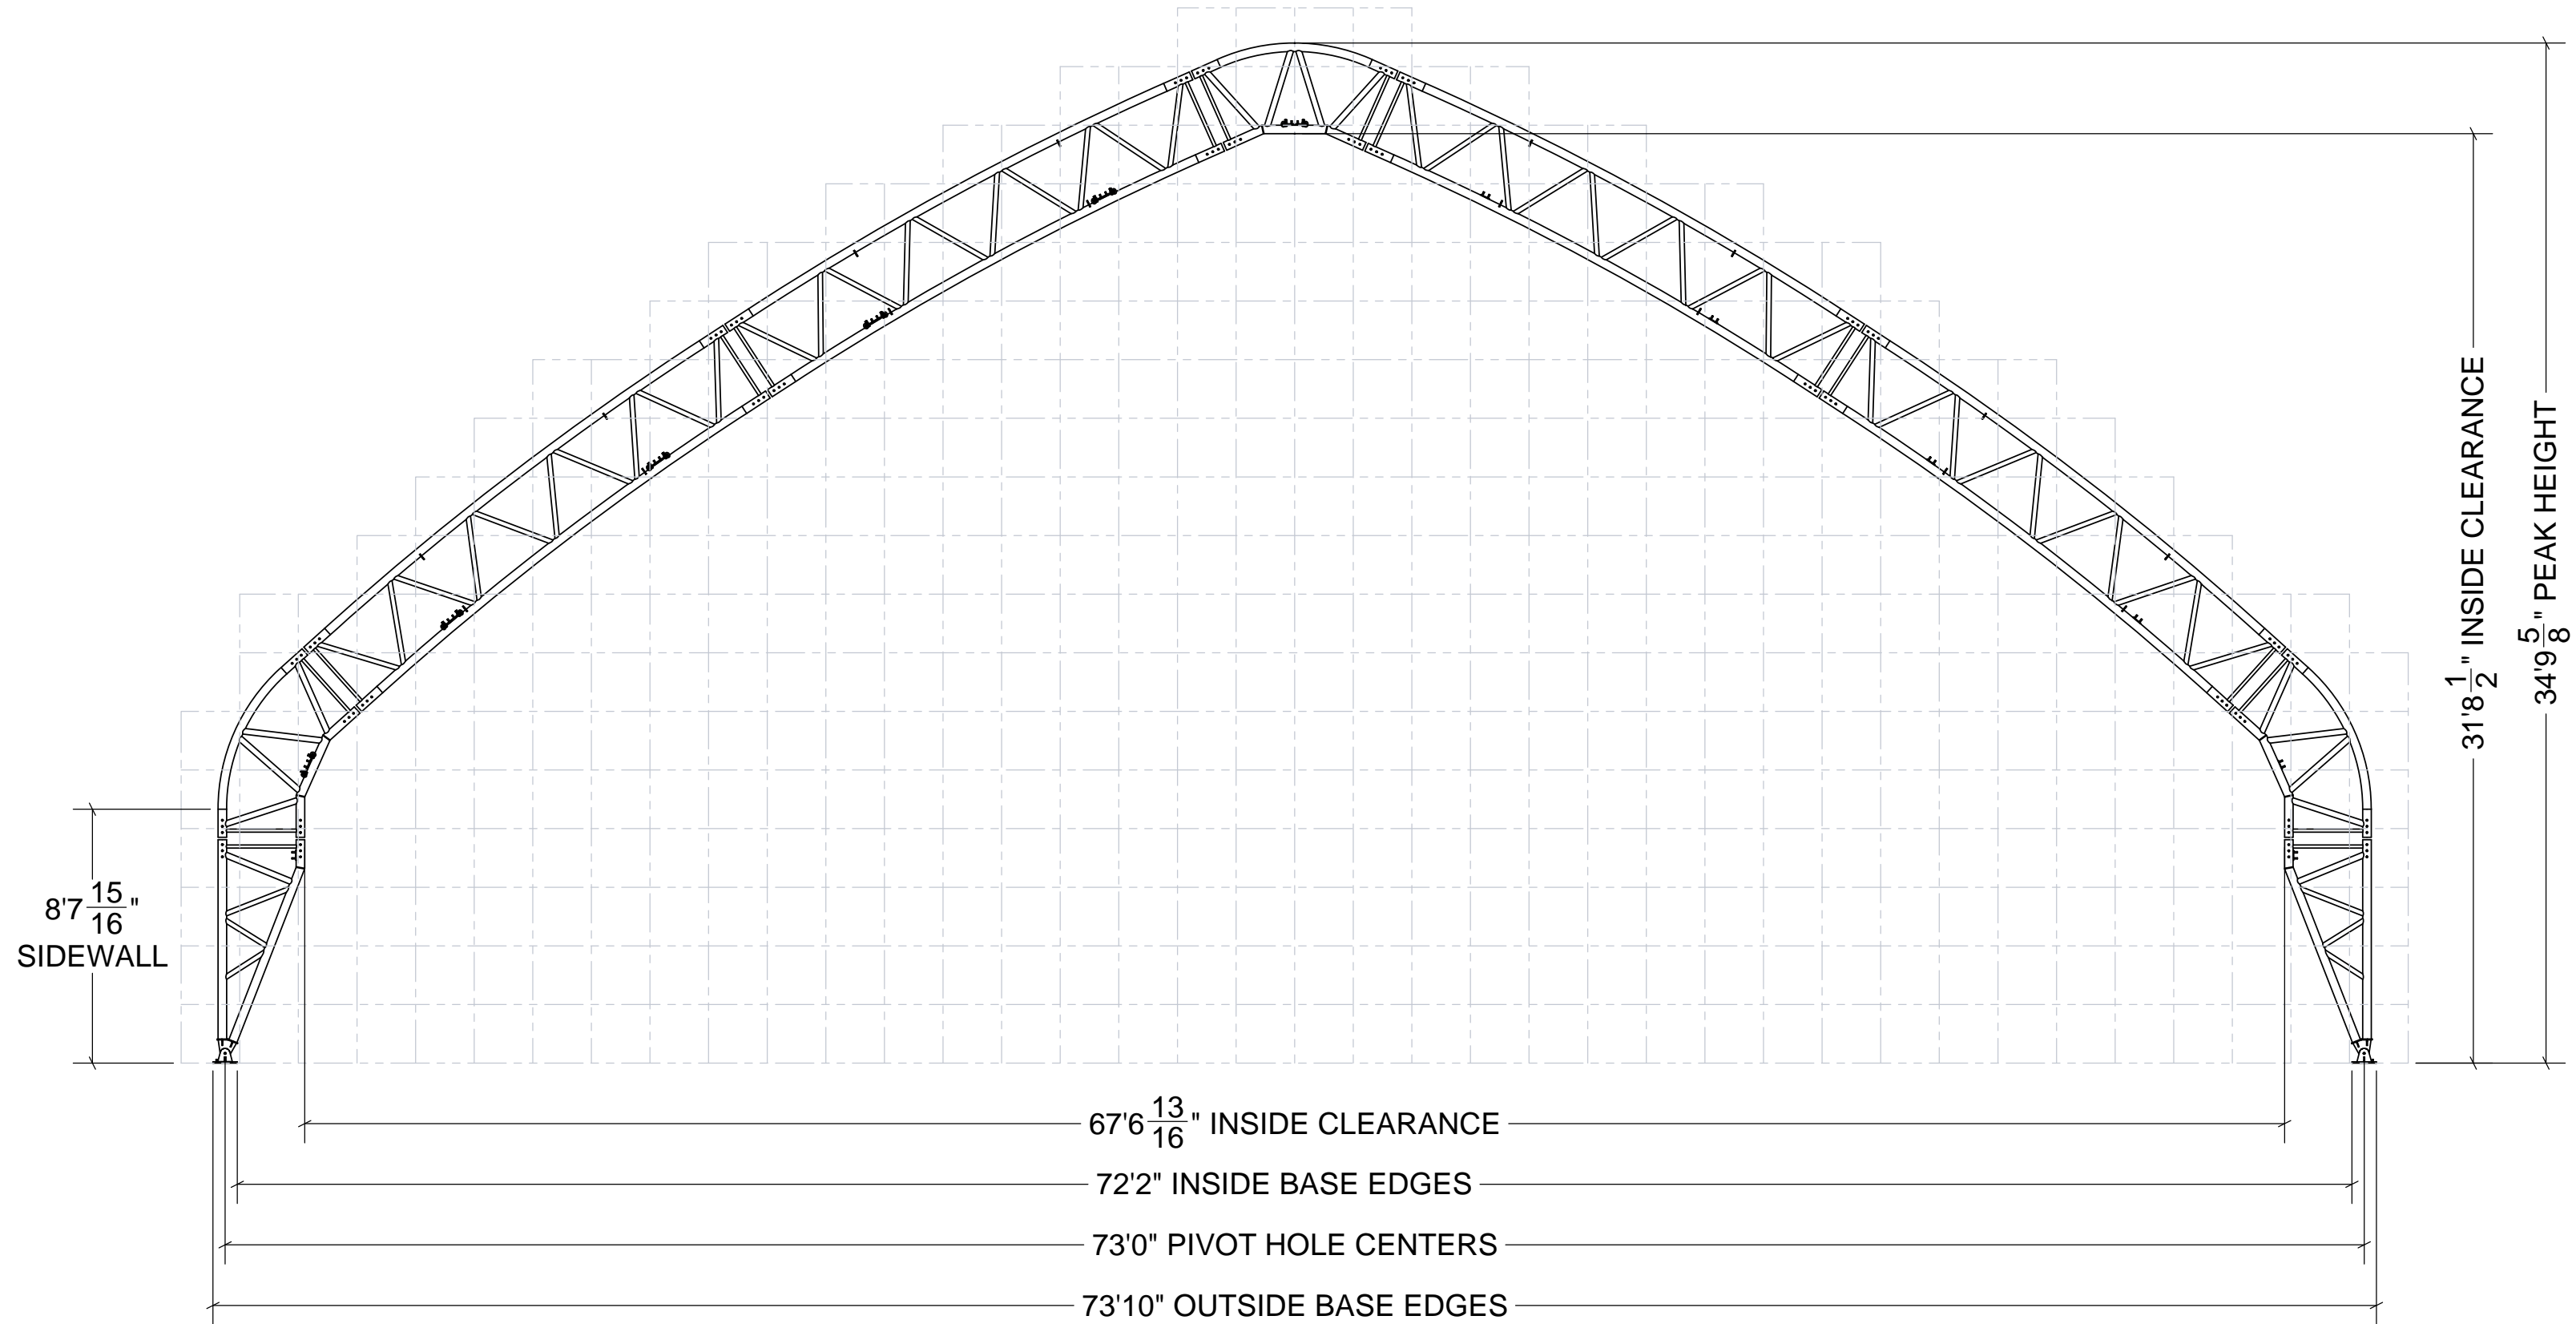 31'8 1/2" INSIDE CLEARANCE
34'9 5/8" PEAK HEIGHT
8'7 15/16"
SIDEWALL
67'6 13/16" INSIDE CLEARANCE
72'2" INSIDE BASE EDGES
73'0" PIVOT HOLE CENTERS
73'10" OUTSIDE BASE EDGES